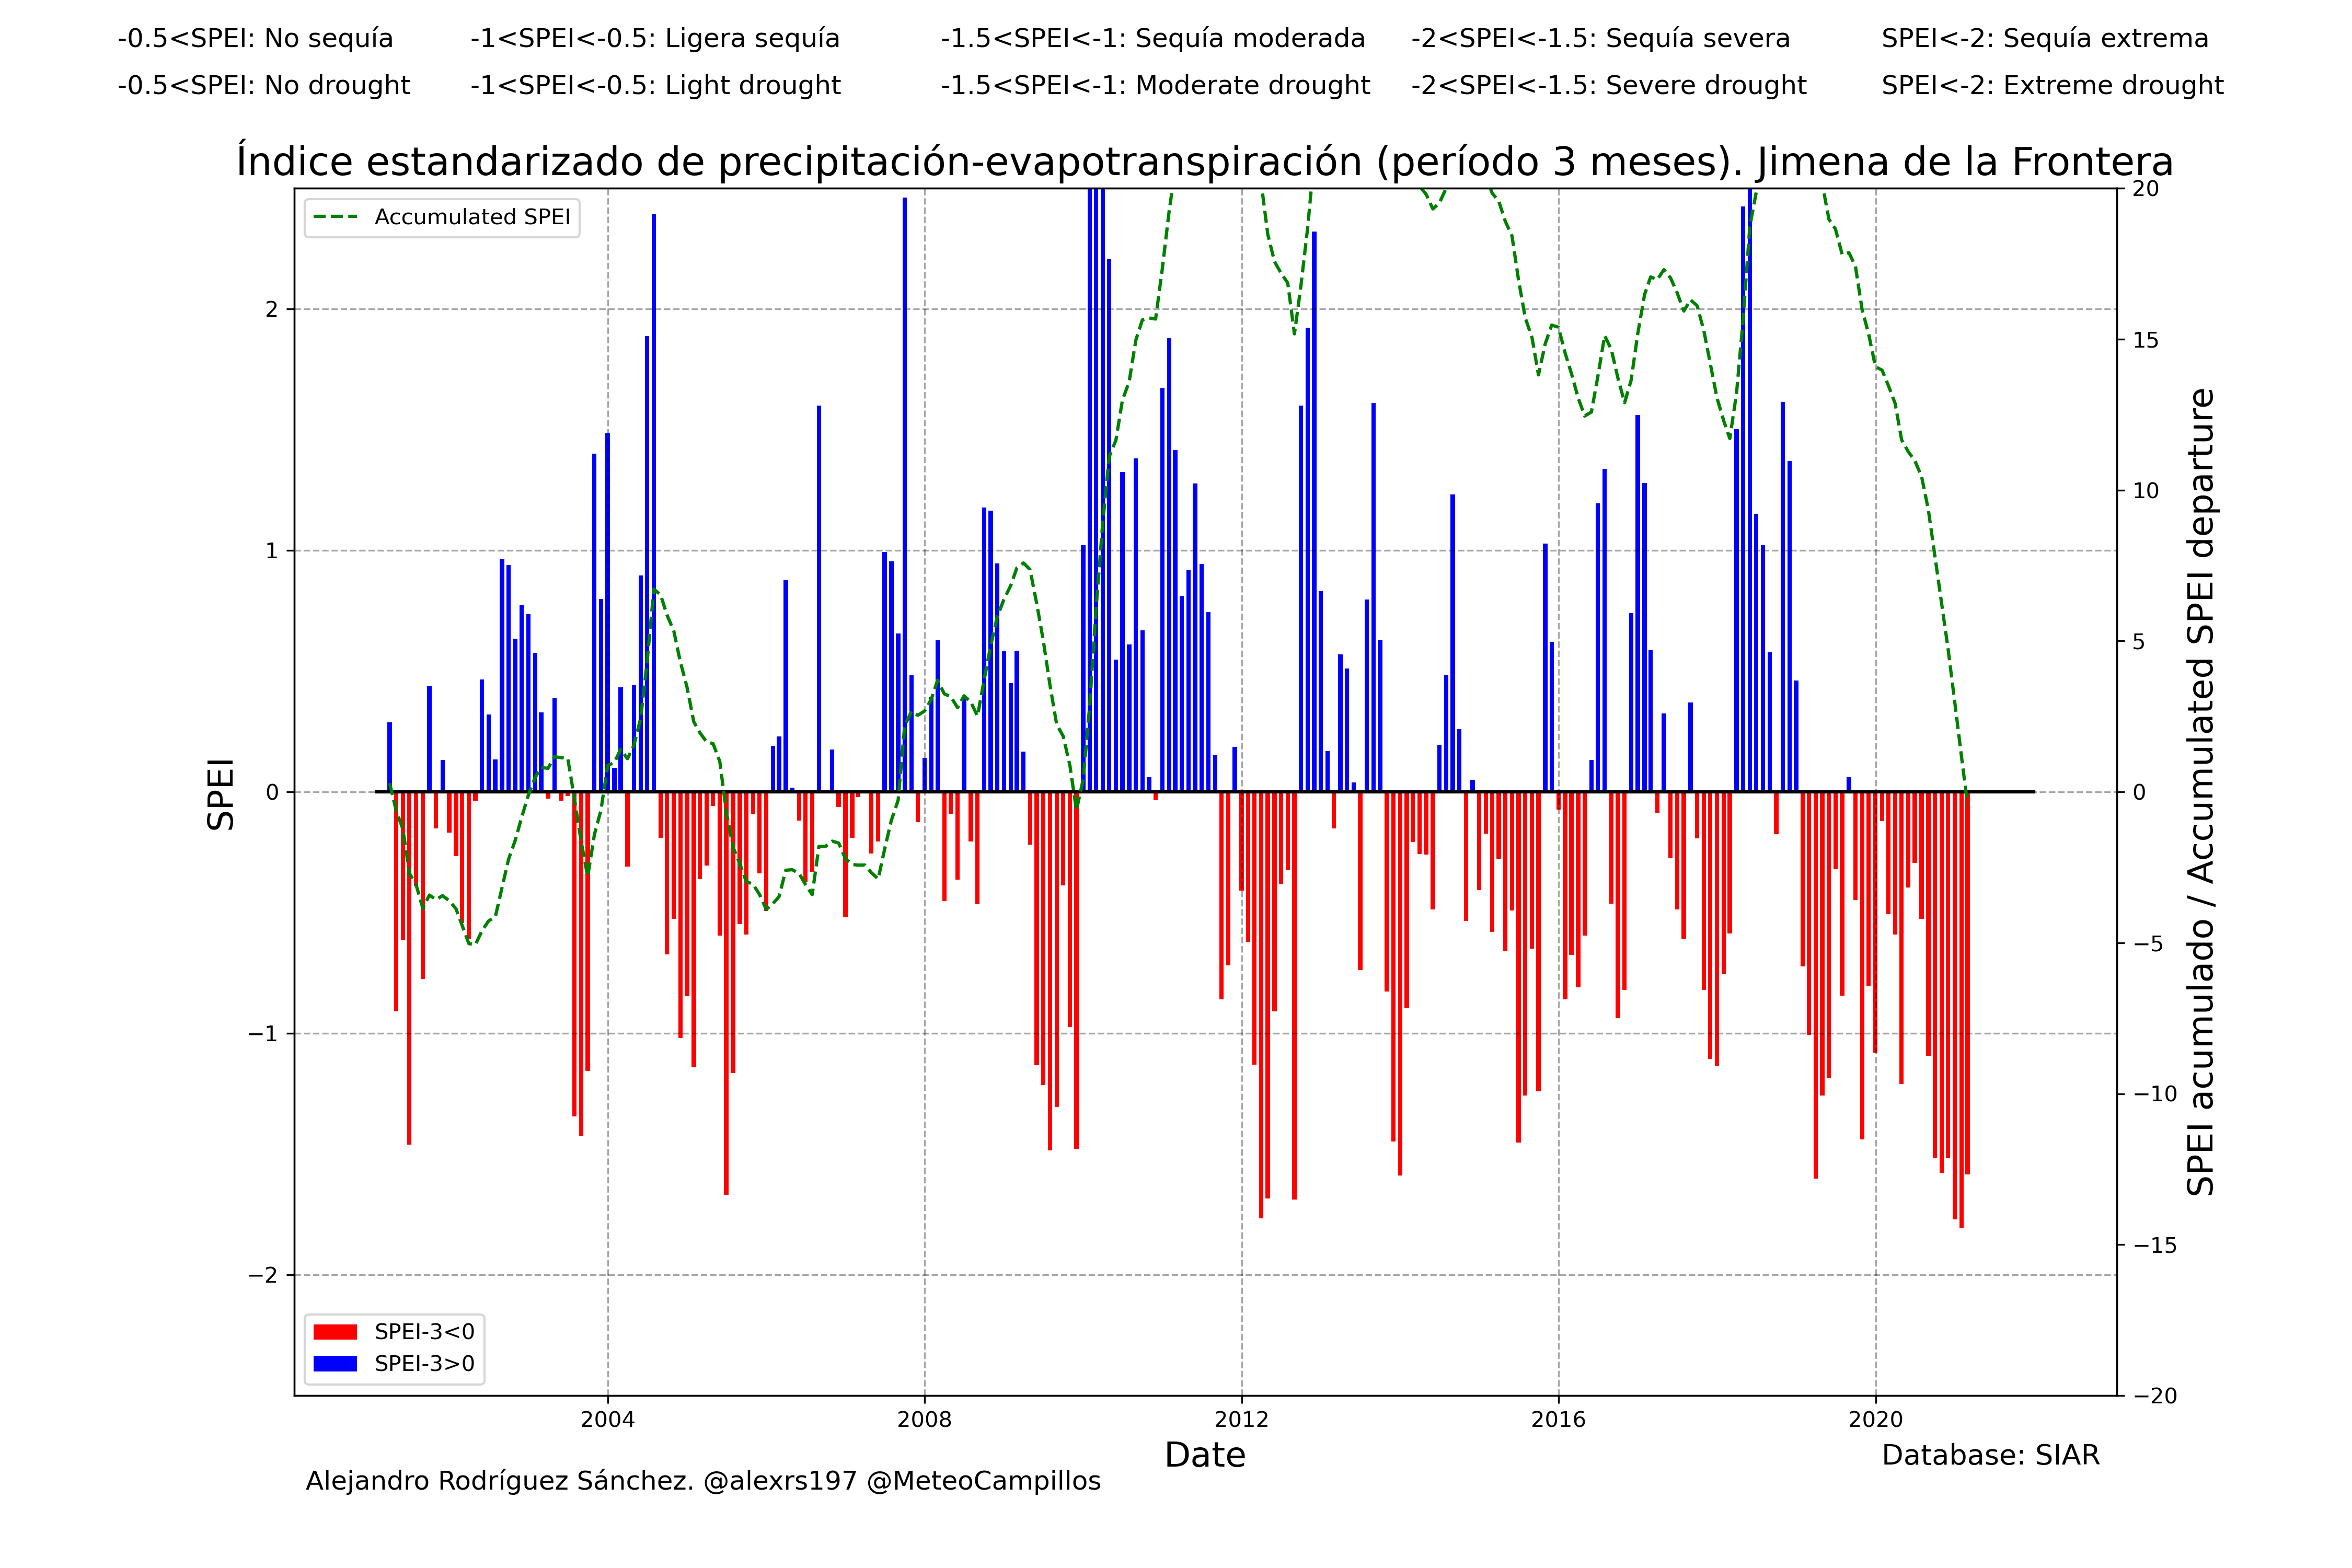 -0.5<SPEI: No sequía -1<SPEI<-0.5: Ligera sequía -1.5<SPEI<-1: Sequía moderada -2<SPEI<-1.5: Sequía severa SPEI<-2: Sequía extrema
-0.5<SPEI: No drought -1<SPEI<-0.5: Light drought -1.5<SPEI<-1: Moderate drought -2<SPEI<-1.5: Severe drought SPEI<-2: Extreme drought
Índice estandarizado de precipitación-evapotranspiración (período 3 meses). Jimena de la Frontera
Accumulated SPEI
2
1
0
−1
−2
SPEI
20
15
10
5
0
−5
−10
−15
−20
SPEI acumulado / Accumulated SPEI departure
SPEI-3<0
SPEI-3>0
2004 2008 2012 2016 2020
Date
Database: SIAR
Alejandro Rodríguez Sánchez. @alexrs197 @MeteoCampillos